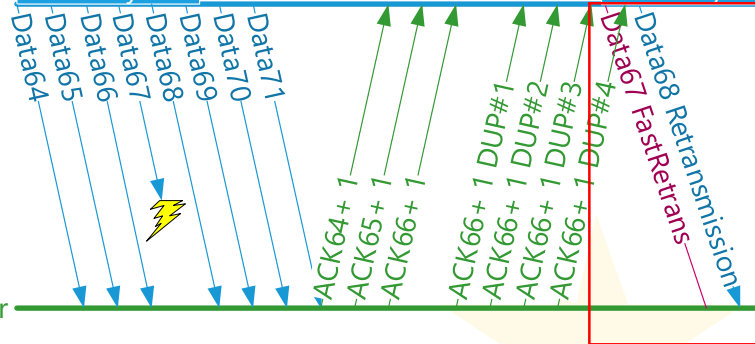 Data64
Data65
Data66
Data67
Data68
Data69
Data70
Data71
ACK64+ 1
ACK65+ 1
ACK66+ 1
ACK66+ 1 DUP#1
ACK66+ 1 DUP#2
ACK66+ 1 DUP#3
ACK66+ 1 DUP#4
Data67 FastRetrans
Data68 Retransmission
r